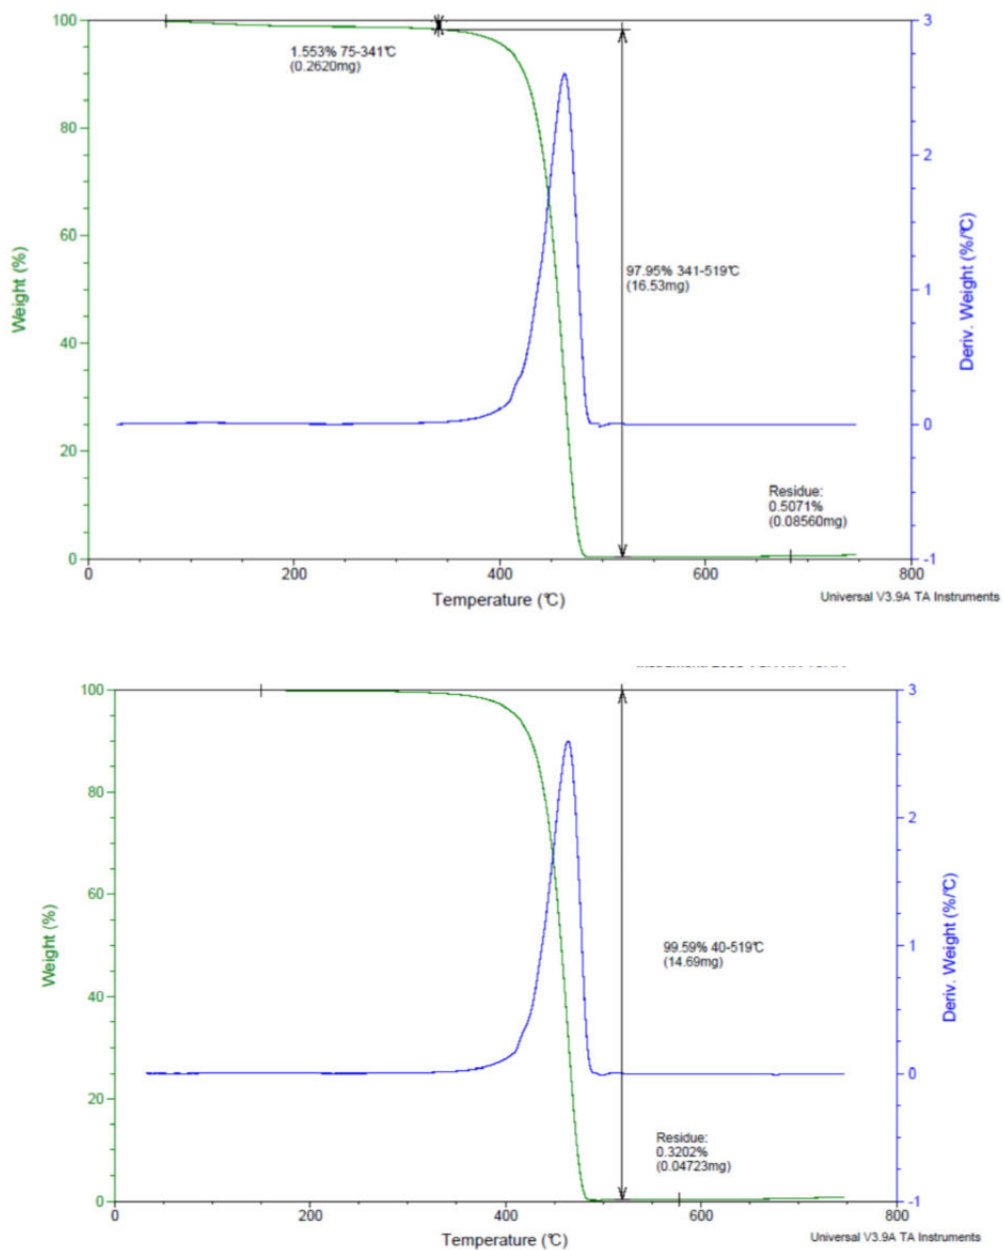 100
80
60
40
20
0
Weight (%)
1.553% 75-341℃
(0.2620mg)
97.95% 341-519℃
(16.53mg)
Residue:
0.5071%
(0.08560mg)
3
2
1
0
-1
Deriv. Weight (%/℃)
0
200
400
600
800
Temperature (℃)
Universal V3.9A TA Instruments
100
80
60
40
20
0
Weight (%)
99.59% 40-519℃
(14.69mg)
Residue:
0.3202%
(0.04723mg)
3
2
1
0
-1
Deriv. Weight (%/℃)
0
200
400
600
800
Temperature (℃)
Universal V3.9A TA Instruments